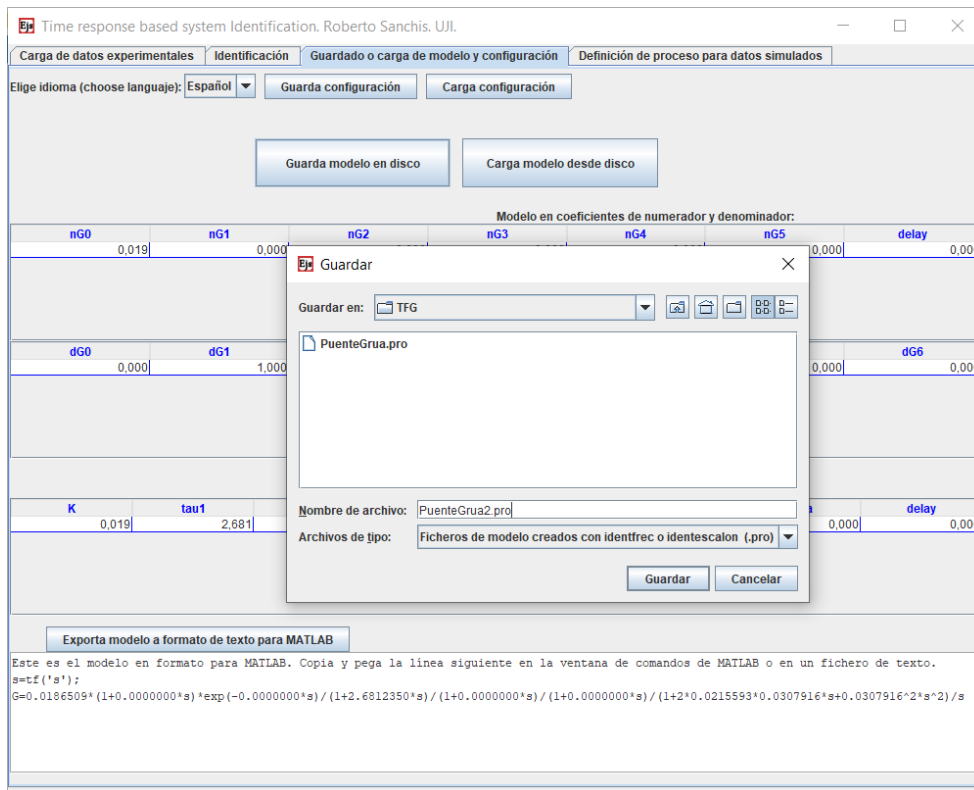 Ejs Time response based system Identification. Roberto Sanchis. UJI.
Carga de datos experimentales Identificación Guardado o carga de modelo y configuración Definición de proceso para datos simulados
Elige idioma (choose languaje): Español Guarda configuración Carga configuración
Guarda modelo en disco Carga modelo desde disco
Modelo en coeficientes de numerador y denominador:
nG0 nG1 nG2 nG3 nG4 nG5 delay
0,019 0,000 0,000 0,00
Ejs Guardar
Guardar en: TFG
PuenteGrua.pro
dG0 dG1 dG6
0,000 1,000 0,000 0,00
Nombre de archivo: PuenteGrua2.pro
Archivos de tipo: Ficheros de modelo creados con identfrec o identescalon (.pro)
Guardar Cancelar
K tau1 delay
0,019 2,681 0,000 0,00
Exporta modelo a formato de texto para MATLAB
Este es el modelo en formato para MATLAB. Copia y pega la línea siguiente en la ventana de comandos de MATLAB o en un fichero de texto.
s=tf('s');
G=0.0186509*(1+0.0000000*s)*exp(-0.0000000*s)/(1+2.6812350*s)/(1+0.0000000*s)/(1+0.0000000*s)/(1+2*0.0215593*0.0307916*s+0.0307916^2*s^2)/s